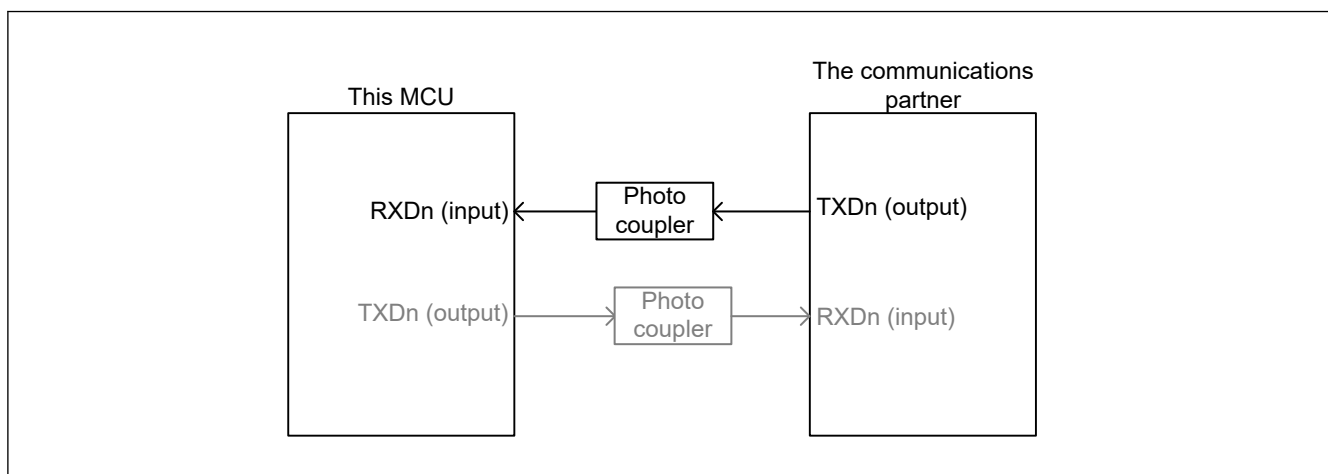 This MCU
The communications
partner
RXDn (input)
Photo
coupler
TXDn (output)
TXDn (output)
Photo
coupler
RXDn (input)